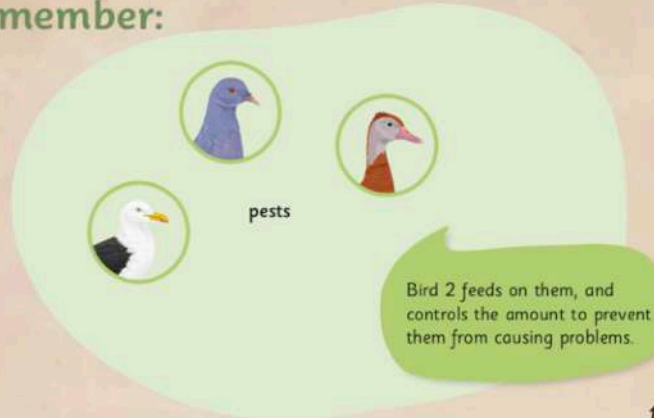 member:
pests
Bird 2 feeds on them, and
controls the amount to prevent
them from causing problems.